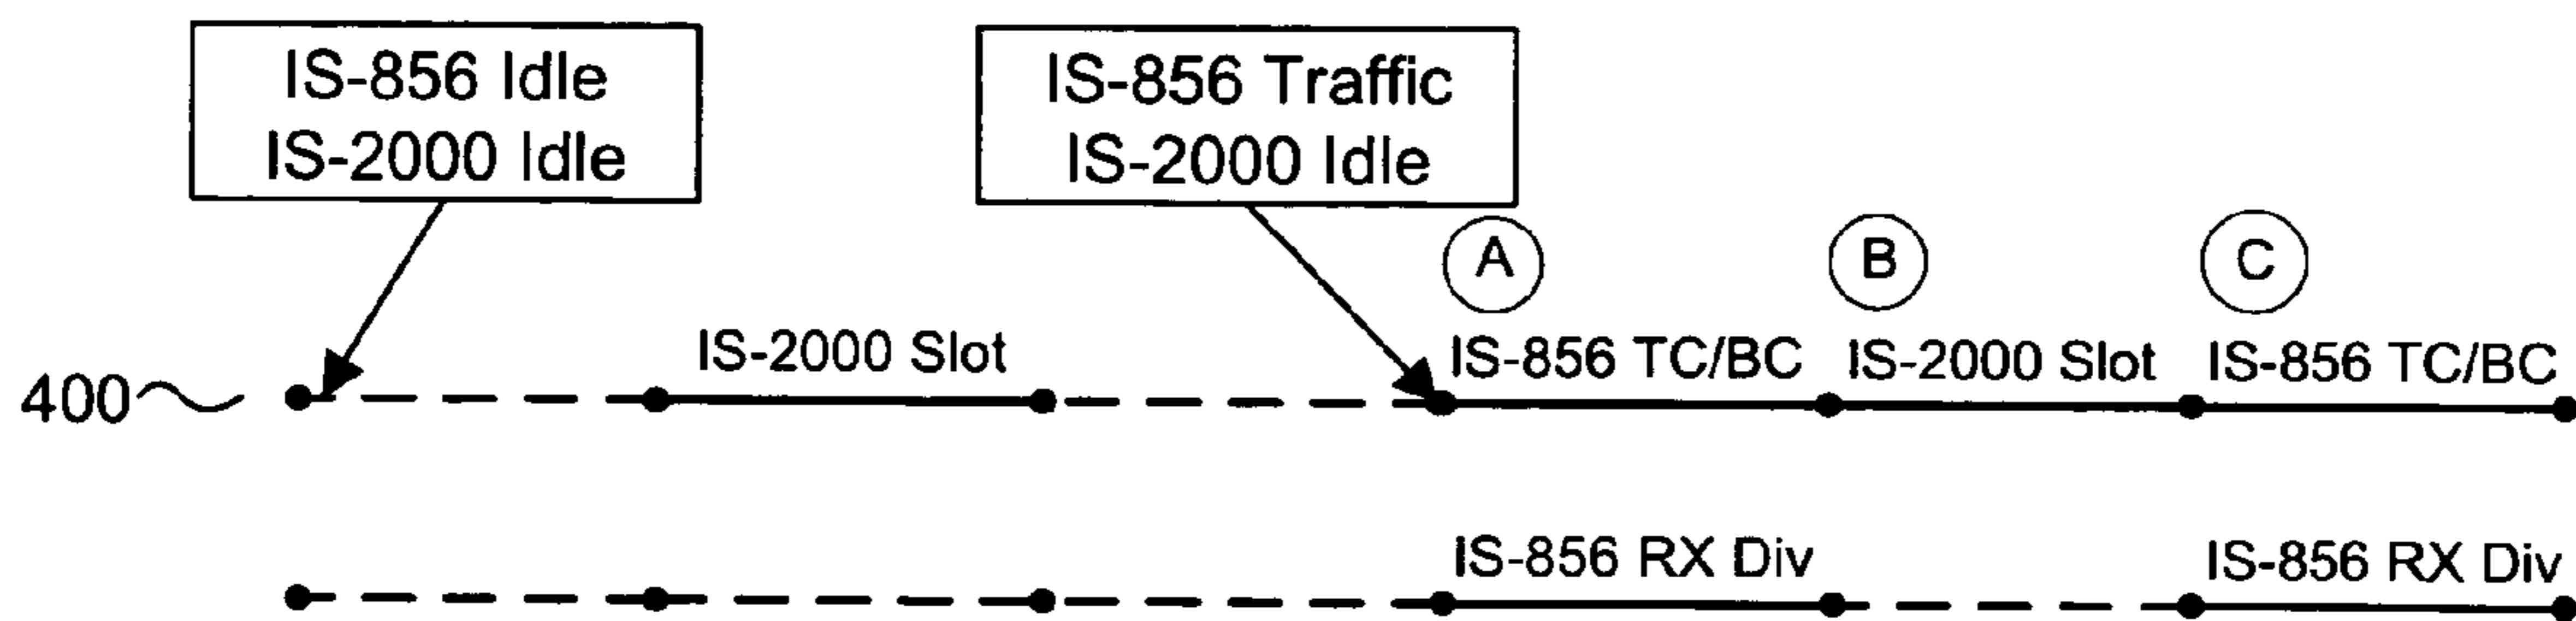 IS-856 Idle
IS-2000 Idle
IS-856 Traffic
IS-2000 Idle
A
B
C
IS-2000 Slot
IS-856 TC/BC
IS-2000 Slot
IS-856 TC/BC
400
IS-856 RX Div
IS-856 RX Div